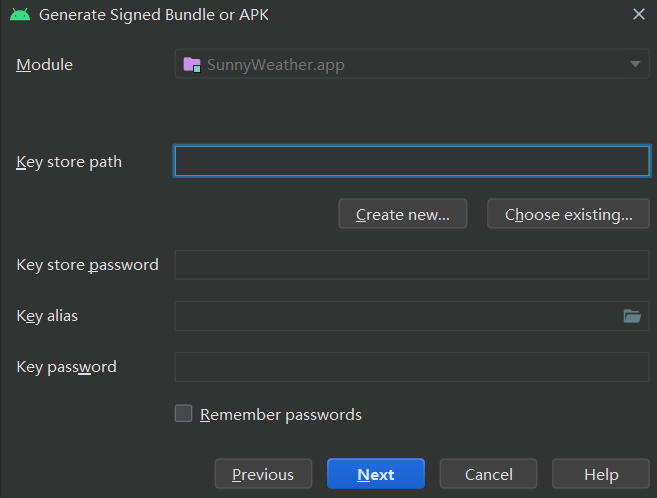 Generate Signed Bundle or APK
Module
SunnyWeather.app
Key store path
Create new...
Choose existing...
Key store password
Key alias
Key password
Remember passwords
Previous
Next
Cancel
Help